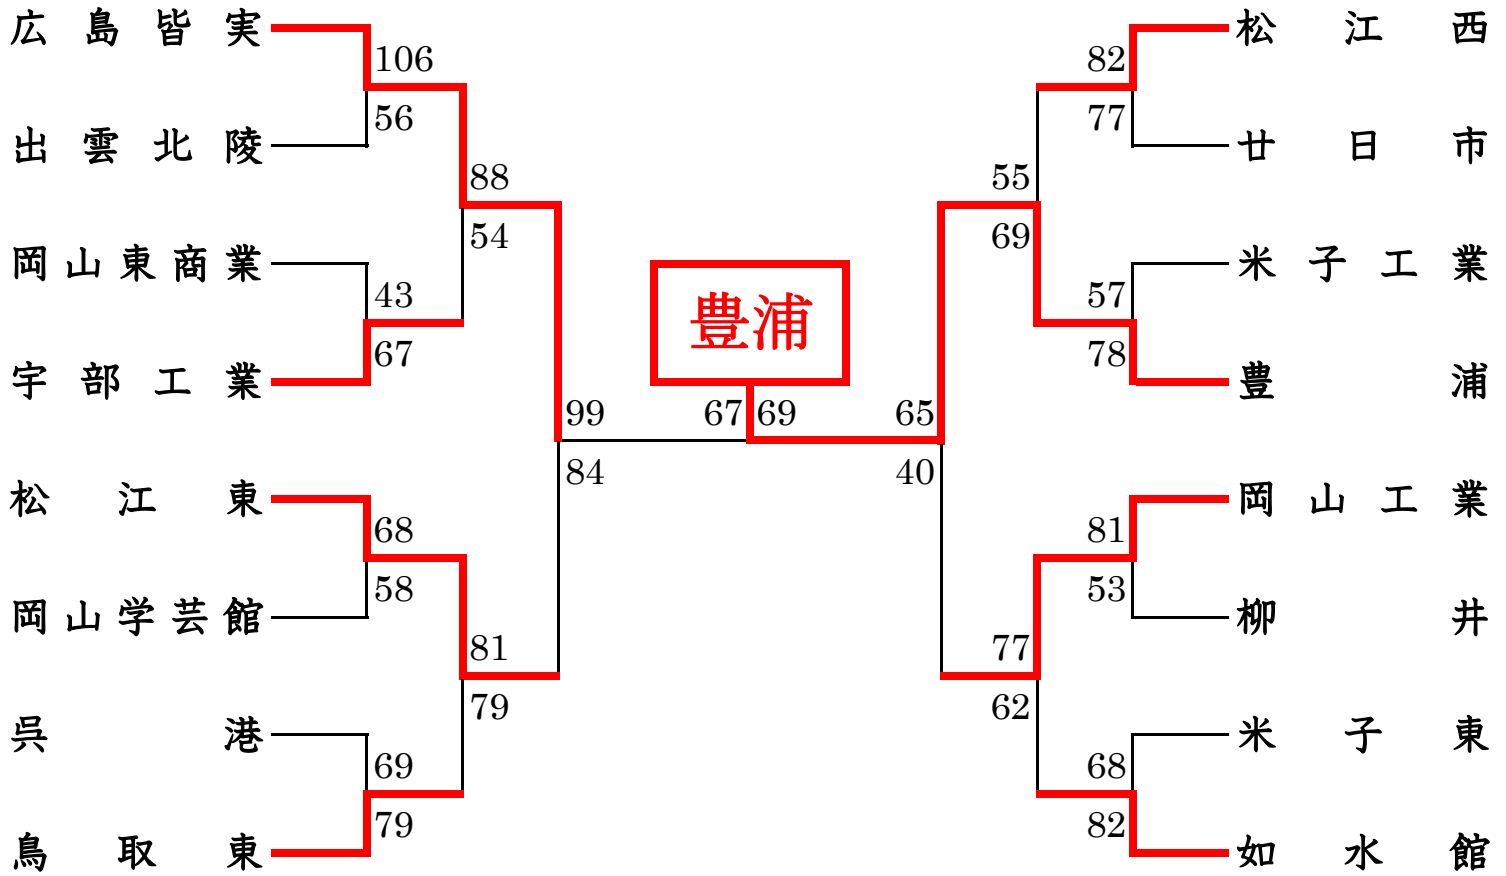 広島皆実
106
56
出雲北陵
88
54
岡山東商業
43
67
宇部工業
99
84
松江東
68
58
岡山学芸館
81
79
呉港
69
79
鳥取東
豊浦
67 69
松江西
82
77
廿日市
55
69
米子工業
57
78
豊浦
65
40
岡山工業
81
53
柳井
77
62
米子東
68
82
如水館